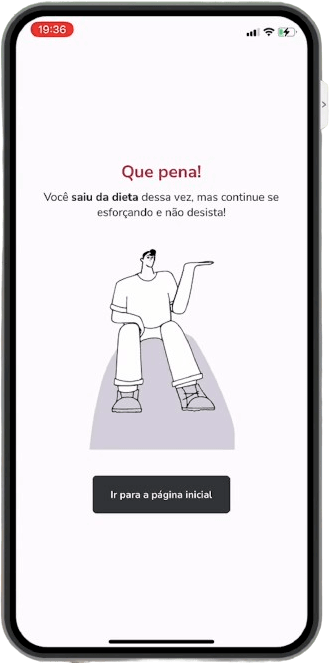 19:36
Que pena!
Você saiu da dieta dessa vez, mas continue se
esforçando e não desista!
Ir para a página inicial